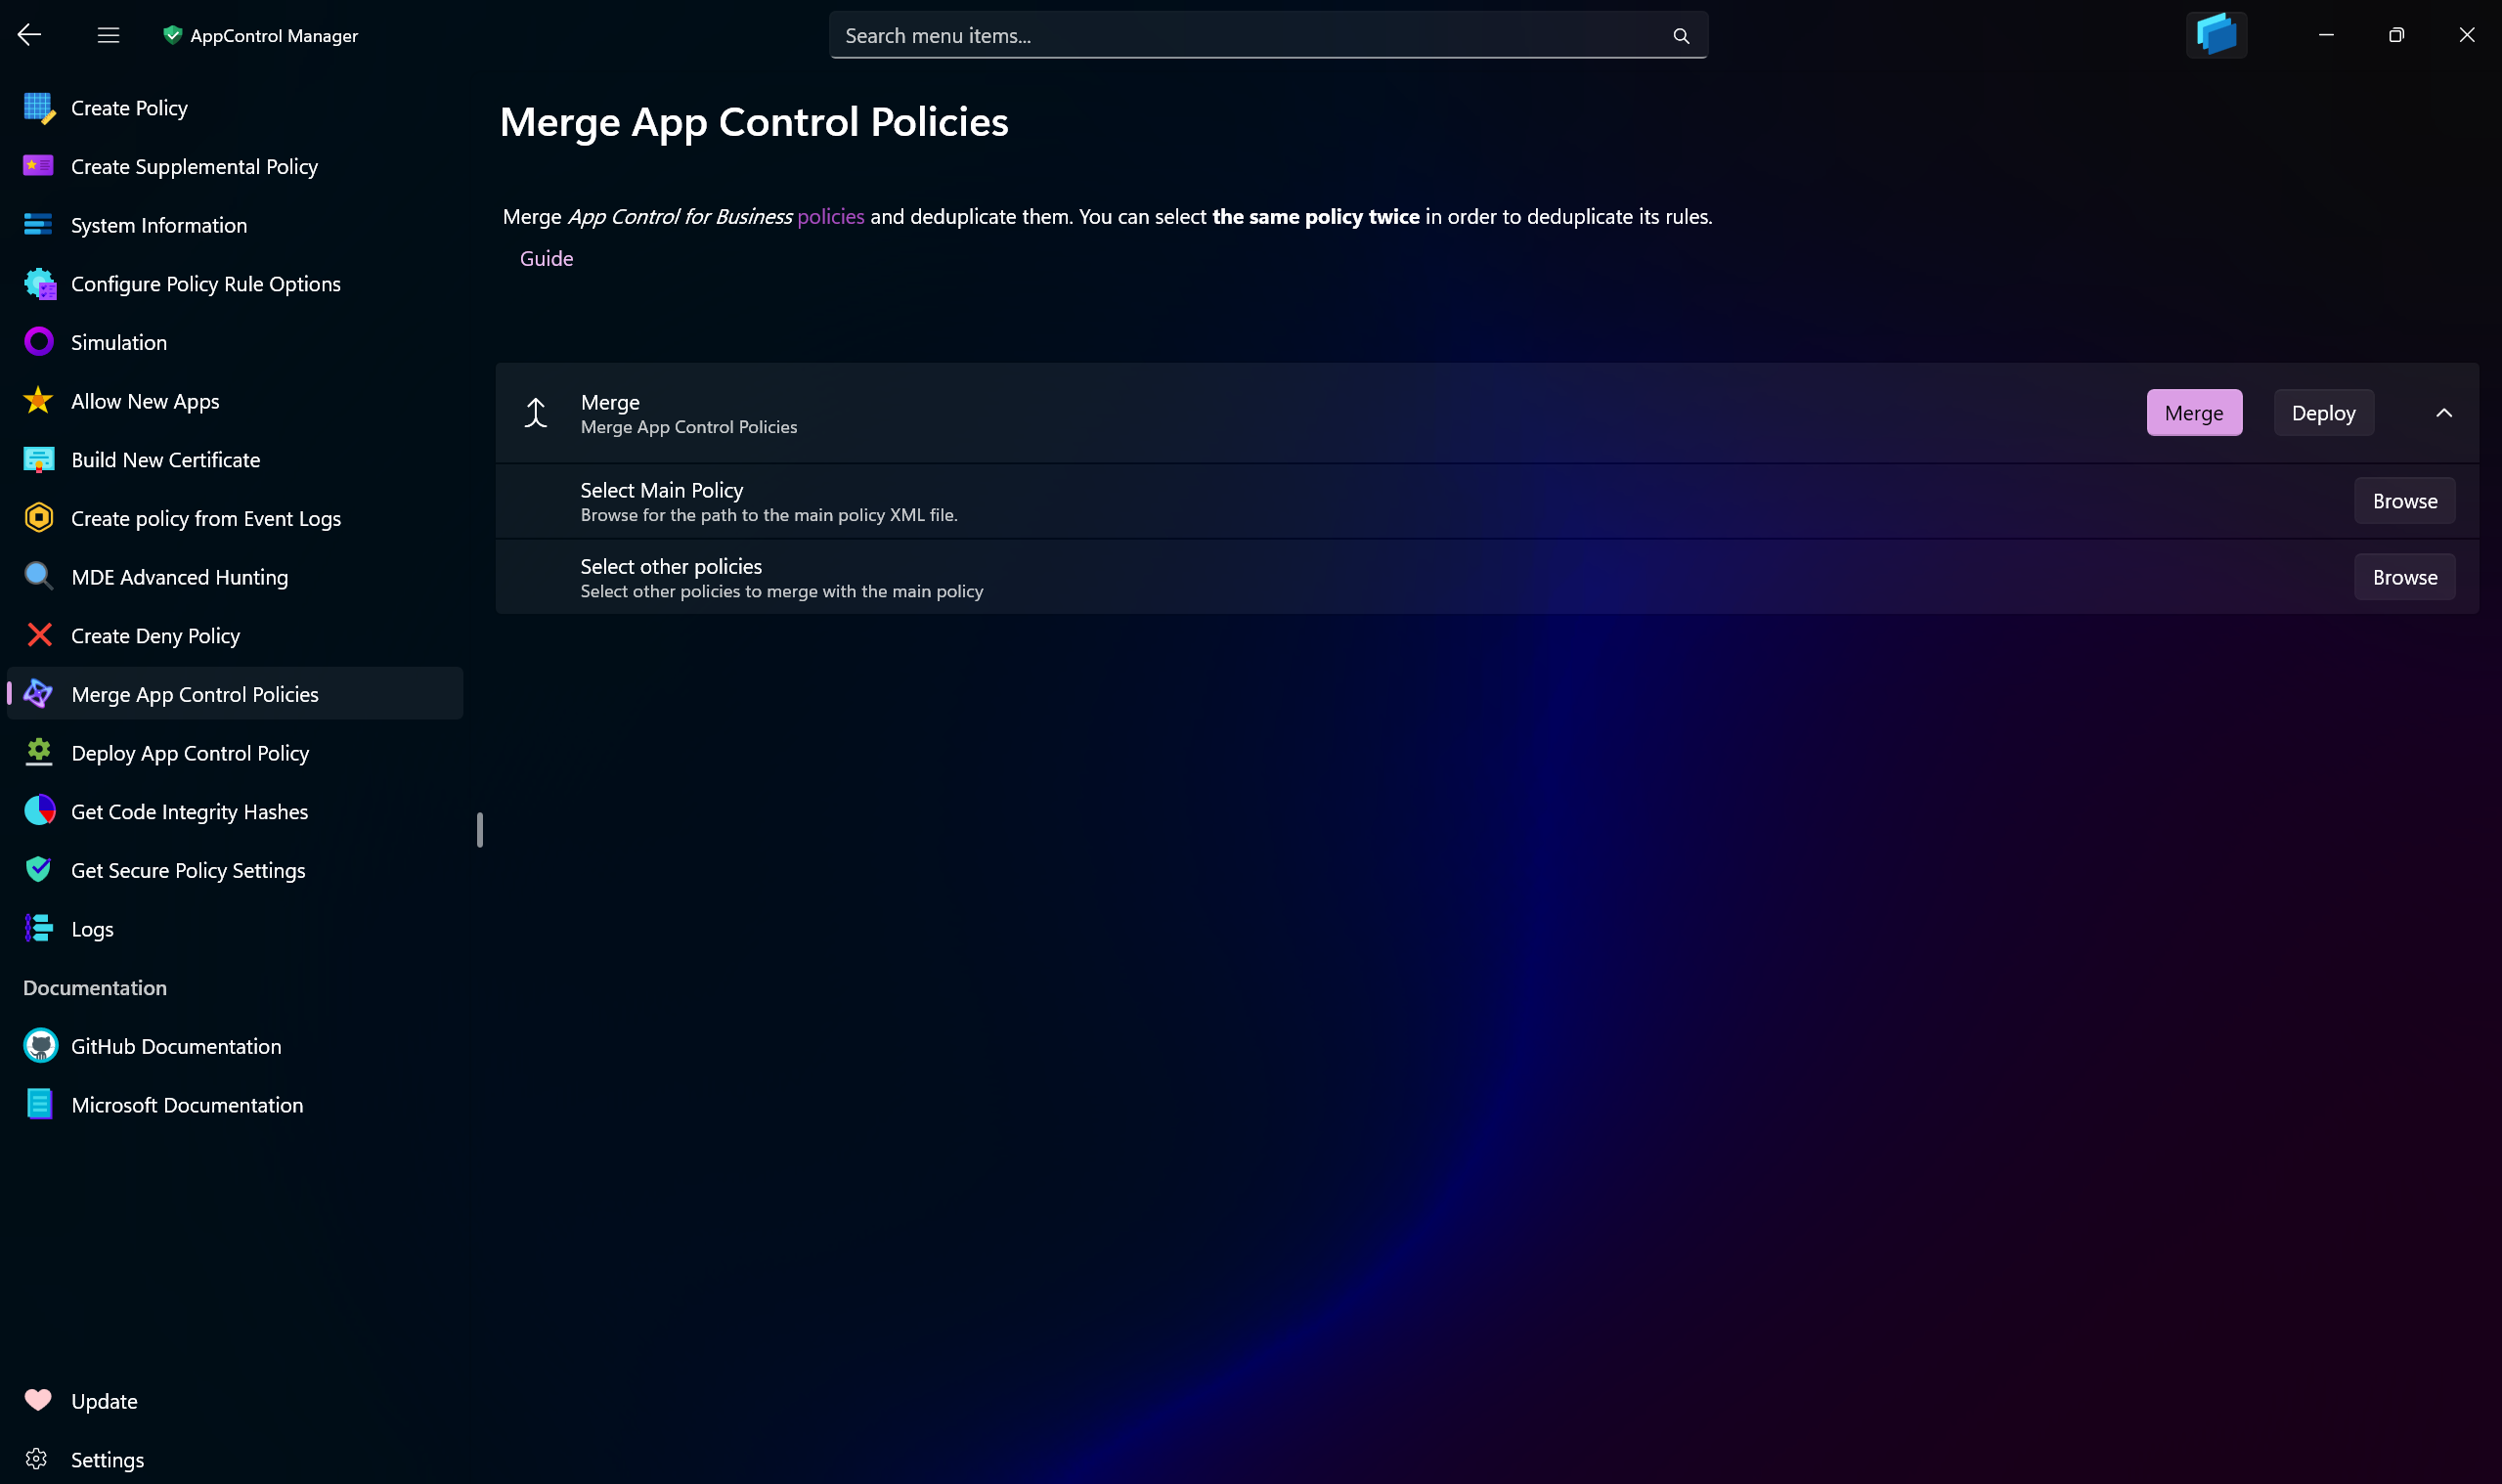 AppControl Manager
Search menu items...
Create Policy
Create Supplemental Policy
System Information
Configure Policy Rule Options
Simulation
Allow New Apps
Build New Certificate
Create policy from Event Logs
MDE Advanced Hunting
Create Deny Policy
Merge App Control Policies
Deploy App Control Policy
Get Code Integrity Hashes
Get Secure Policy Settings
Logs
Documentation
GitHub Documentation
Microsoft Documentation
Update
Settings
Merge App Control Policies
Merge App Control for Business policies and deduplicate them. You can select the same policy twice in order to deduplicate its rules.
Guide
Merge
Merge App Control Policies
Merge
Deploy
Select Main Policy
Browse for the path to the main policy XML file.
Browse
Select other policies
Select other policies to merge with the main policy
Browse